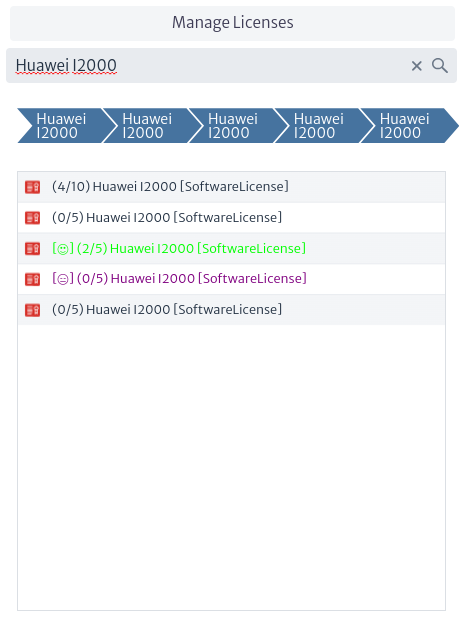 Manage Licenses
Huawei I2000
Huawei
I2000
Huawei
I2000
Huawei
I2000
Huawei
I2000
Huawei
I2000
(4/10) Huawei I2000 [SoftwareLicense]
(0/5) Huawei I2000 [SoftwareLicense]
[☺] (2/5) Huawei I2000 [SoftwareLicense]
[😑] (0/5) Huawei I2000 [SoftwareLicense]
(0/5) Huawei I2000 [SoftwareLicense]